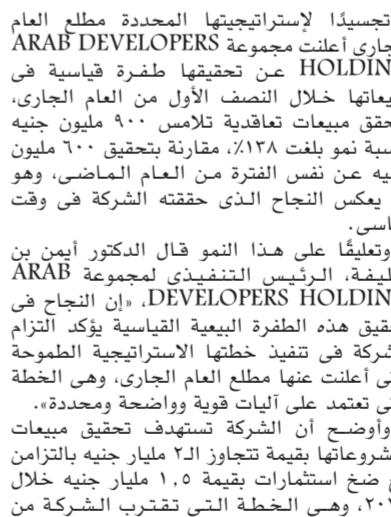 تجسيدًا لإستراتيجيتها المحددة مطلع العام
جارى أعلنت مجموعة ARAB DEVELOPERS
HOLDIN عن تحقيقها طفرة قياسية فى
يعاتها خلال النصف الأول من العام الجارى،
حقق مبيعات تعاقدية تلامس ٩٠٠ مليون جنيه
سبة نمو بلغت ١٣٨٪، مقارنة بتحقيق ٦٠٠ مليون
يه عن نفس الفترة من العام الماضى، وهو
يعكس النجاح الذى حققته الشركة فى وقت
اسى.
وتعليقًا على هذا النمو قال الدكتور أيمن بن
ليفة، الرئيس التنفيذى لمجموعة ARAB
DEVELOPERS HOLDIN، «إن النجاح فى
قيق هذه الطفرة البيعية القياسية يؤكد التزام
شركة فى تنفيذ خطتها الاستراتيجية الطموحة
تى أعلنت عنها مطلع العام الجارى، وهى الخطة
تى تعتمد على آليات قوية وواضحة ومحددة».
وأوضح أن الشركة تستهدف تحقيق مبيعات
شروعاتها بقيمة تتجاوز الـ٢ مليار جنيه بالتزامن
ع ضخ استثمارات بقيمة ١,٥ مليار جنيه خلال
٢٠٢، وهى الخطة التى تقترب الشركة من